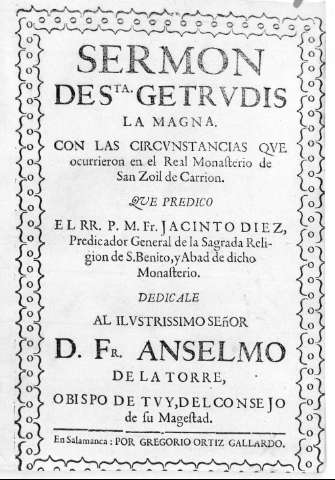 SERMON
DE STA. GETRVDIS
LA MAGNA.
CON LAS CIRCVNSTANCIAS QVE
ocurrieron en el Real Monaſterio de
San Zoil de Carrion.
QUE PREDICO
EL RR. P. M. Fr. JACINTO DIEZ,
Predicador General de la Sagrada Reli-
gion de S. Benito, y Abad de dicho
Monaſterio.
DEDICALE
AL ILVSTRISSIMO SEñOR
D. FR. ANSELMO
DE LA TORRE,
OBISPO DE TVY, DEL CONSEJO
de su Mageſtad.
En Salamanca: POR GREGORIO ORTIZ GALLARDO.